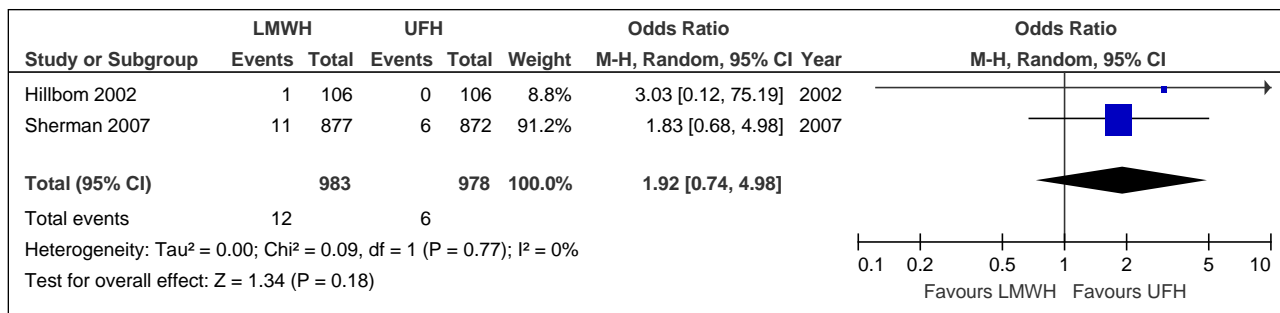 LMWH UFH Odds Ratio Odds Ratio
Study or Subgroup Events Total Events Total Weight M-H, Random, 95% CI Year M-H, Random, 95% CI
Hillbom 2002 1 106 0 106 8.8% 3.03 [0.12, 75.19] 2002
Sherman 2007 11 877 6 872 91.2% 1.83 [0.68, 4.98] 2007
Total (95% CI) 983 978 100.0% 1.92 [0.74, 4.98]
Total events 12 6
Heterogeneity: Tau² = 0.00; Chi² = 0.09, df = 1 (P = 0.77); I² = 0%
Test for overall effect: Z = 1.34 (P = 0.18)
0.1 0.2 0.5 1 2 5 10
Favours LMWH Favours UFH